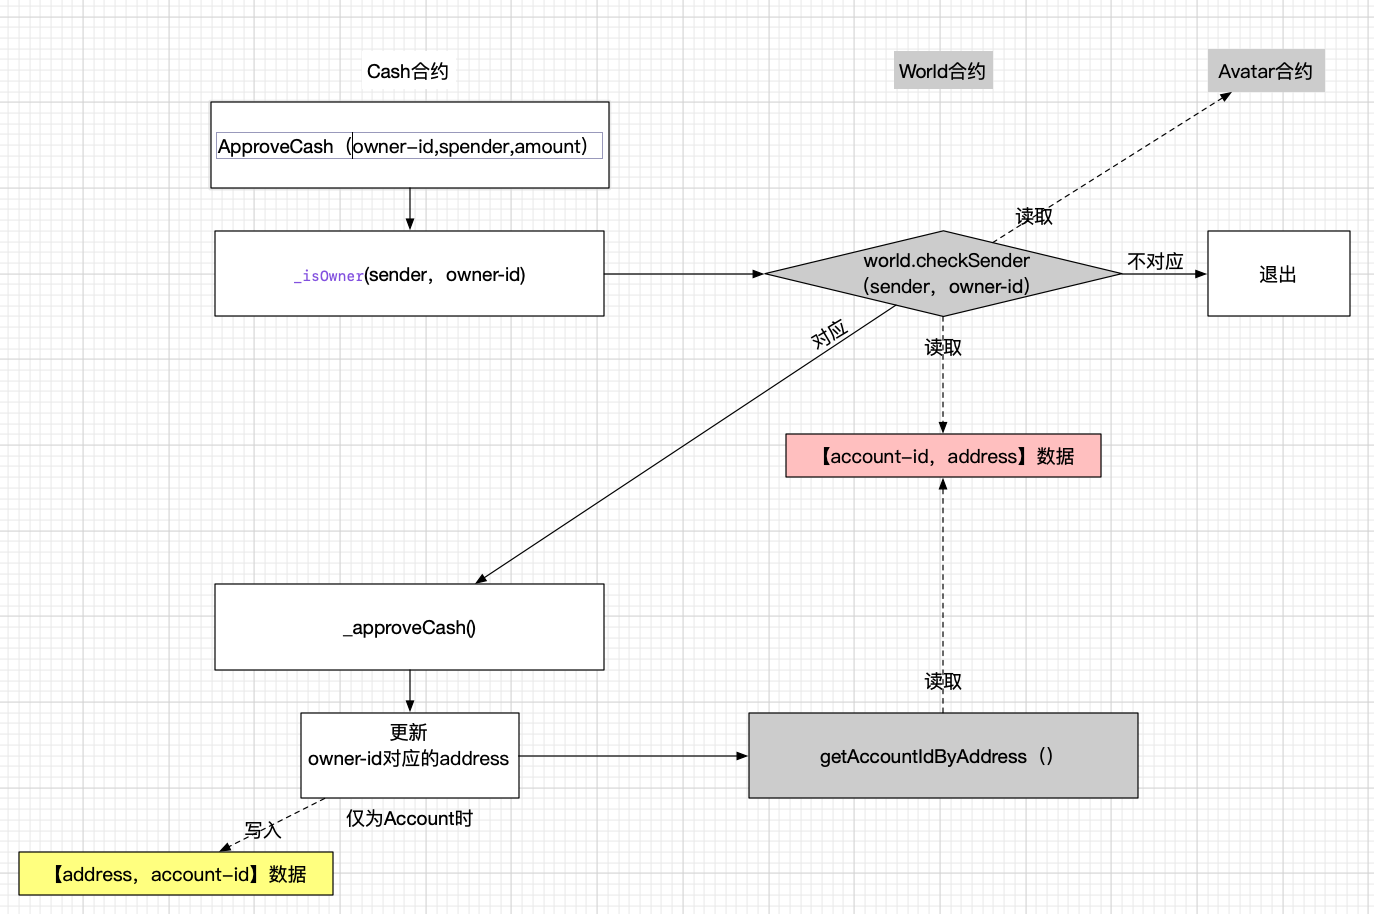 Cash合约
World合约
Avatar合约
ApproveCash（owner-id,spender,amount）
读取
_isOwner(sender，owner-id)
world.checkSender
（sender，owner-id）
不对应
退出
对应
读取
【account-id，address】数据
_approveCash()
读取
更新
owner-id对应的address
getAccountIdByAddress（）
仅为Account时
写入
【address，account-id】数据